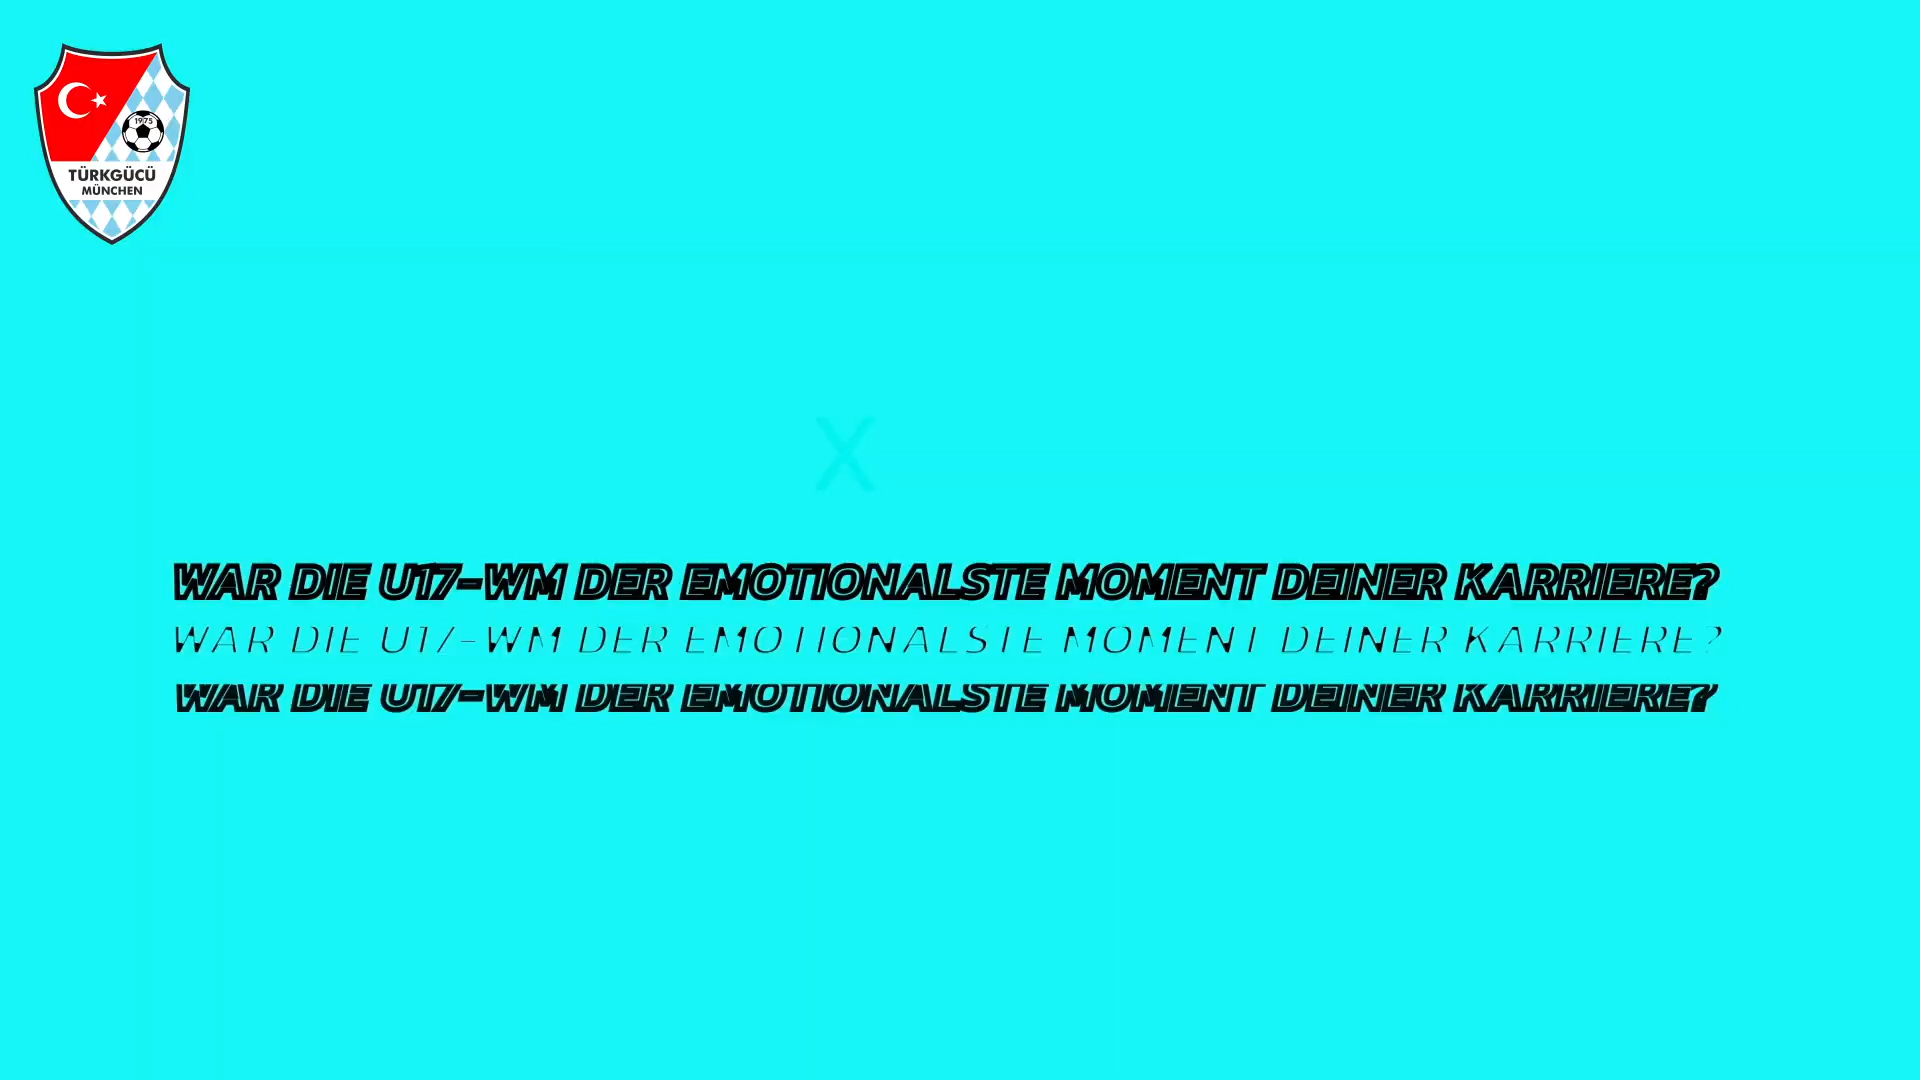 1975
TÜRKGÜCÜ
MÜNCHEN
X
WAR DIE U17-WM DER EMOTIONALSTE MOMENT DEINER KARRIERE?
WAR DIE U17-WM DER EMOTIONALSTE MOMENT DEINER KARRIERE?
WAR DIE U17-WM DER EMOTIONALSTE MOMENT DEINER KARRIERE?